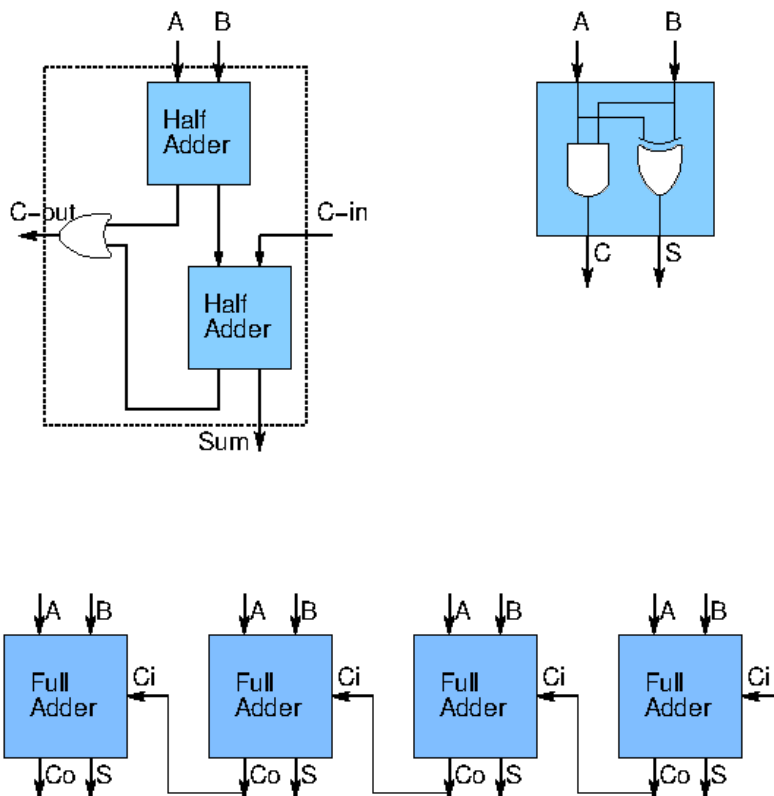 A B
A B
Half
Adder
C-out
C-in
C S
Half
Adder
Sum
A B A B A B A B
Full
Adder
Ci
Full
Adder
Ci
Full
Adder
Ci
Full
Adder
Ci
Co S Co S Co S Co S